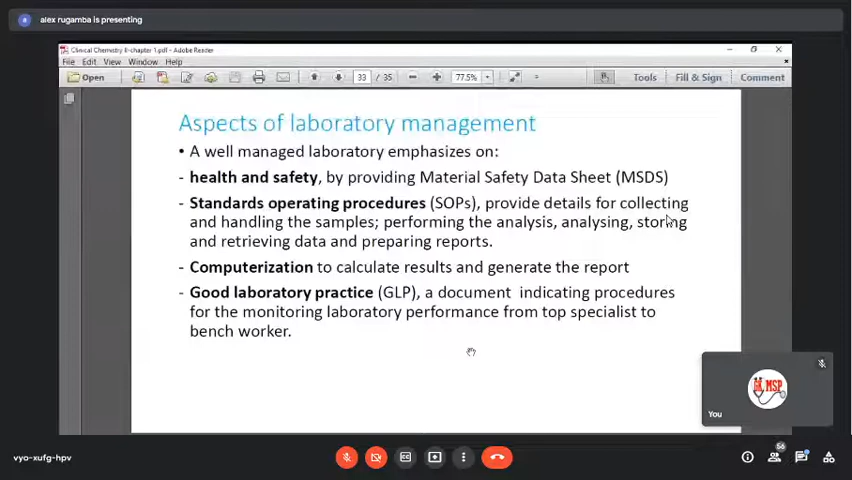 a
alex rugamba is presenting
Clinical Chemistry II-chapter 1.pdf - Adobe Reader
File Edit View Window Help
Open 33 / 35 77.5% Tools Fill & Sign Comment
Aspects of laboratory management
• A well managed laboratory emphasizes on:
- health and safety, by providing Material Safety Data Sheet (MSDS)
- Standards operating procedures (SOPs), provide details for collecting
and handling the samples; performing the analysis, analysing, storing
and retrieving data and preparing reports.
- Computerization to calculate results and generate the report
- Good laboratory practice (GLP), a document indicating procedures
for the monitoring laboratory performance from top specialist to
bench worker.
MSP
You
vyo-xufg-hpv
CC
56